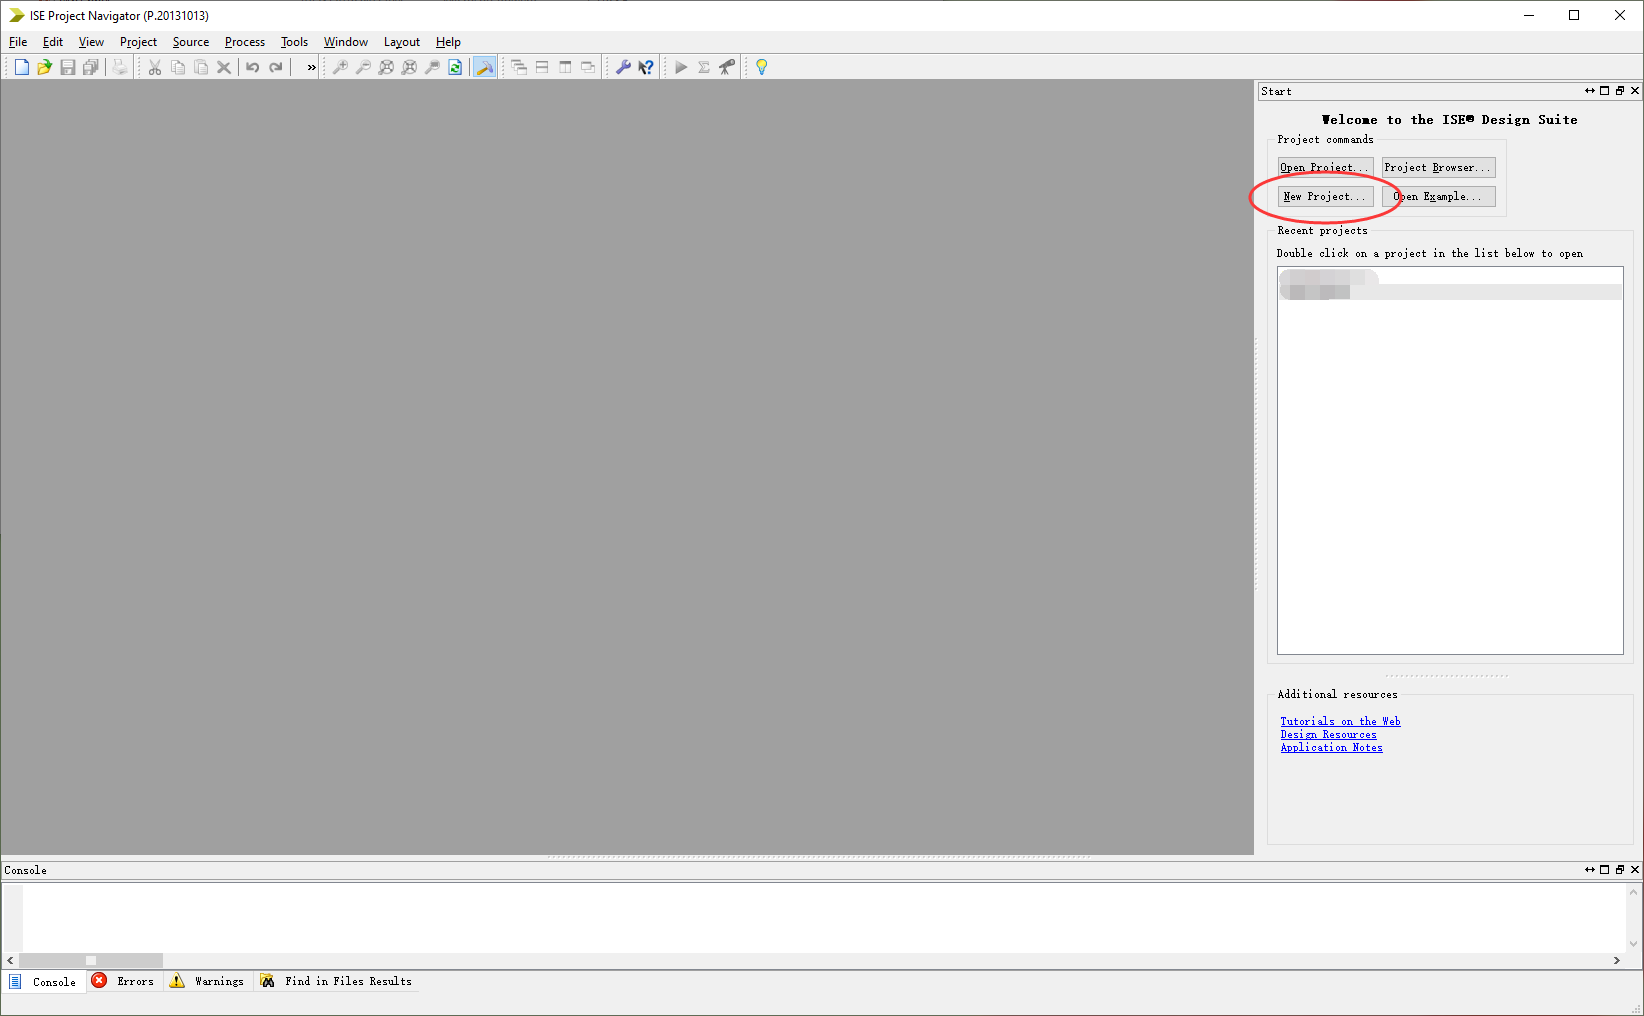 ISE Project Navigator (P.20131013)
File Edit View Project Source Process Tools Window Layout Help
Start
Welcome to the ISE® Design Suite
Project commands
Open Project... Project Browser...
New Project... Open Example...
Recent projects
Double click on a project in the list below to open
Additional resources
Tutorials on the Web
Design Resources
Application Notes
Console
Console Errors Warnings Find in Files Results